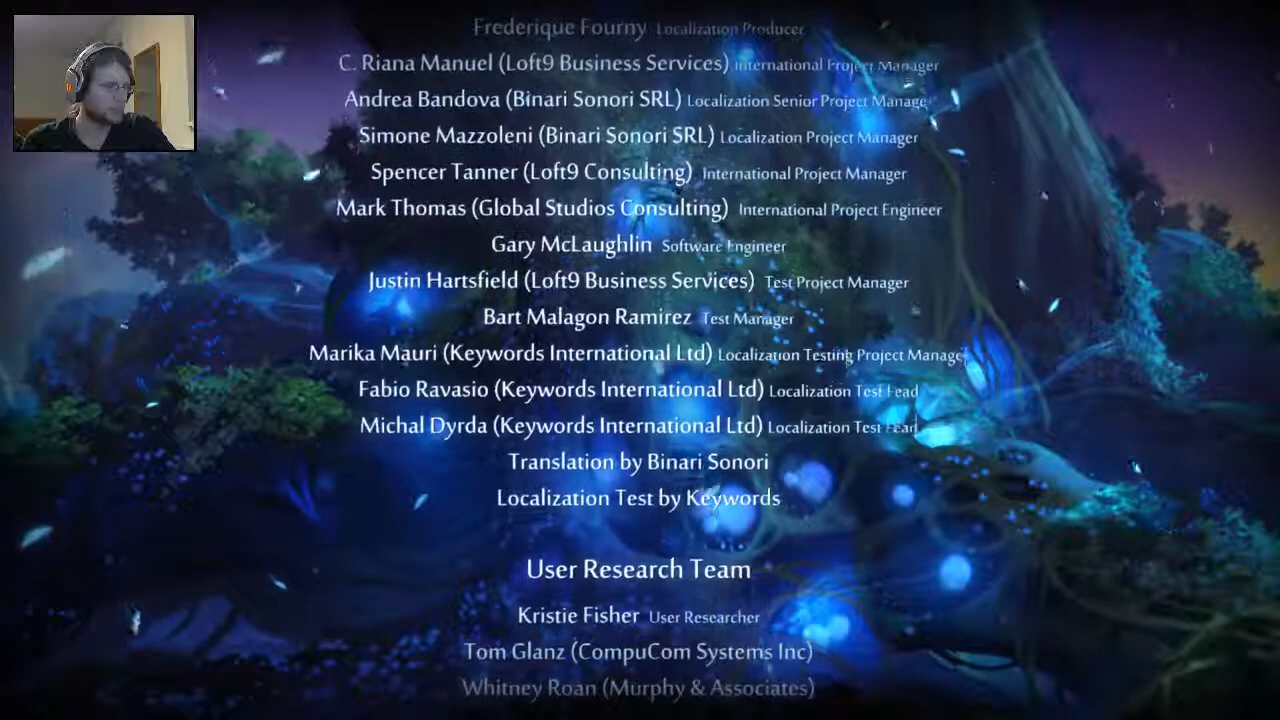 Frederique Fourny Localization Producer
C. Riana Manuel (Loft9 Business Services) International Project Manager
Andrea Bandova (Binari Sonori SRL) Localization Senior Project Manage
Simone Mazzoleni (Binari Sonori SRL) Localization Project Manager
Spencer Tanner (Loft9 Consulting) International Project Manager
Mark Thomas (Global Studios Consulting) International Project Engineer
Gary McLaughlin Software Engineer
Justin Hartsfield (Loft9 Business Services) Test Project Manager
Bart Malagon Ramirez Test Manager
Marika Mauri (Keywords International Ltd) Localization Testing Project Manager
Fabio Ravasio (Keywords International Ltd) Localization Test Lead
Michal Dyrda (Keywords International Ltd) Localization Test Lead
Translation by Binari Sonori
Localization Test by Keywords
User Research Team
Kristie Fisher User Researcher
Tom Glanz (CompuCom Systems Inc)
Whitney Roan (Murphy & Associates)